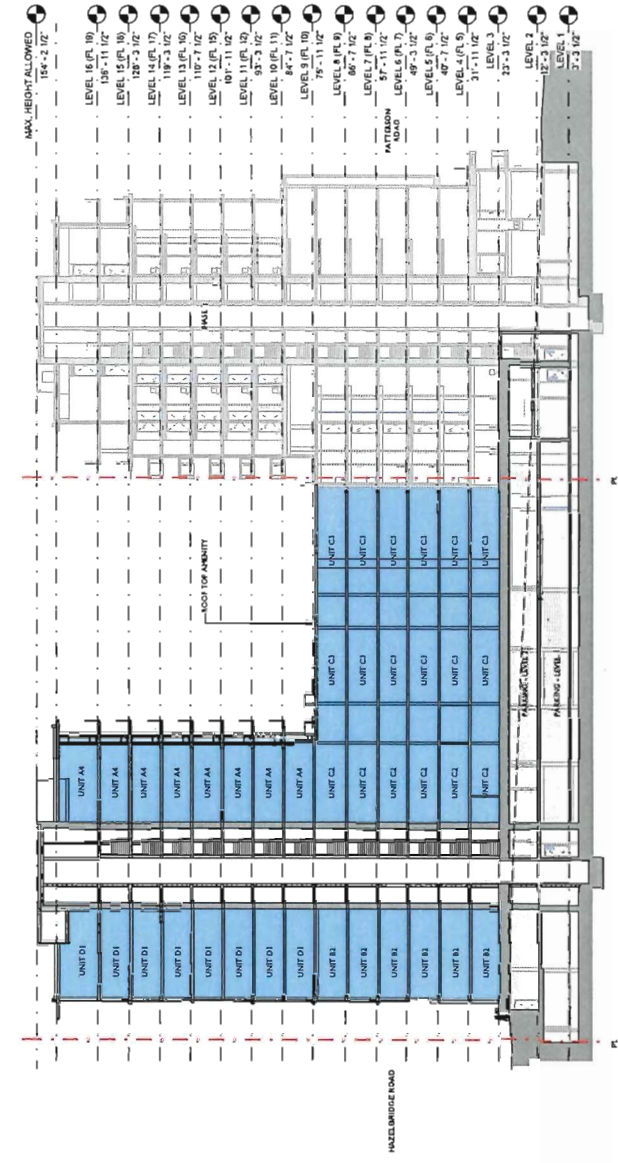 MAX. HEIGHT ALLOWED
154' - 2 1/2"
LEVEL 16 (FL 19)
136' - 11 1/2"
LEVEL 15 (FL 18)
128' - 3 1/2"
LEVEL 14 (FL 17)
119' - 3 1/2"
LEVEL 13 (FL 16)
110' - 7 1/2"
LEVEL 12 (FL 15)
101' - 11 1/2"
LEVEL 11 (FL 12)
93' - 3 1/2"
LEVEL 10 (FL 11)
84' - 7 1/2"
LEVEL 9 (FL 10)
75' - 11 1/2"
LEVEL 8 (FL 9)
66' - 7 1/2"
LEVEL 7 (FL 8)
57' - 11 1/2"
LEVEL 6 (FL 7)
49' - 3 1/2"
LEVEL 5 (FL 6)
40' - 7 1/2"
LEVEL 4 (FL 5)
31' - 11 1/2"
LEVEL 3
23' - 3 1/2"
LEVEL 2
12' - 3 1/2"
LEVEL 1
3' - 3 1/2"
PATTERSON
ROAD
PHASE 1
PL
ROOF TOP AMENITY
UNIT C3
UNIT C3
UNIT C3
UNIT C3
UNIT C3
UNIT C3
UNIT C3
UNIT C3
UNIT C3
UNIT C3
UNIT C3
UNIT C3
PARKING - LEVEL 2
PARKING - LEVEL 1
UNIT A4
UNIT A4
UNIT A4
UNIT A4
UNIT A4
UNIT A4
UNIT A4
UNIT A4
UNIT C2
UNIT C2
UNIT C2
UNIT C2
UNIT C2
UNIT C2
UNIT D1
UNIT D1
UNIT D1
UNIT D1
UNIT D1
UNIT D1
UNIT D1
UNIT D1
UNIT B2
UNIT B2
UNIT B2
UNIT B2
UNIT B2
UNIT B2
PL
HAZELBRIDGE ROAD